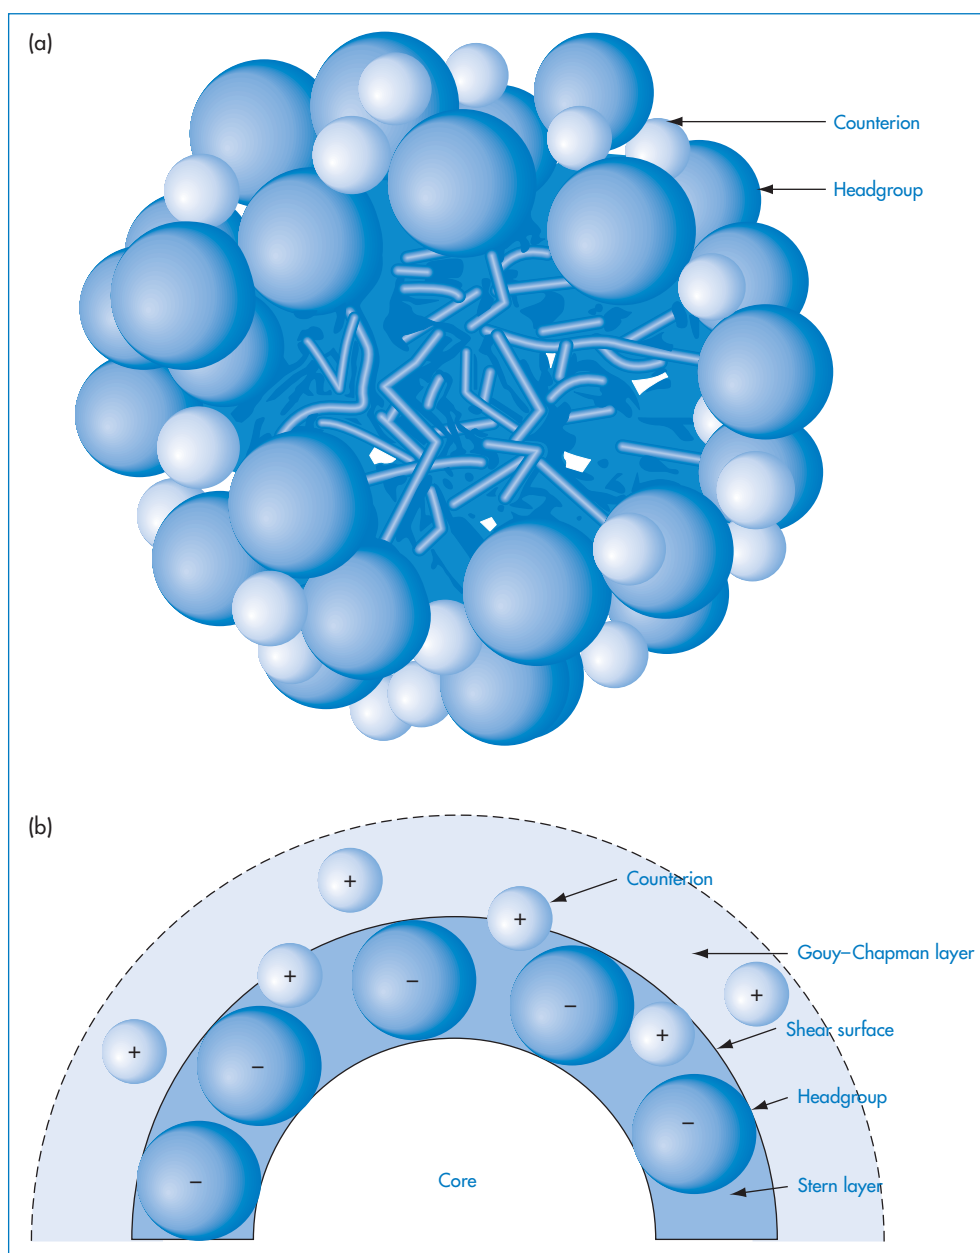 (a)
Counterion
Headgroup
(b)
+
Counterion
+
+
Gouy–Chapman layer
−
+
−
+
Shear surface
+
−
Headgroup
−
−
Stern layer
Core